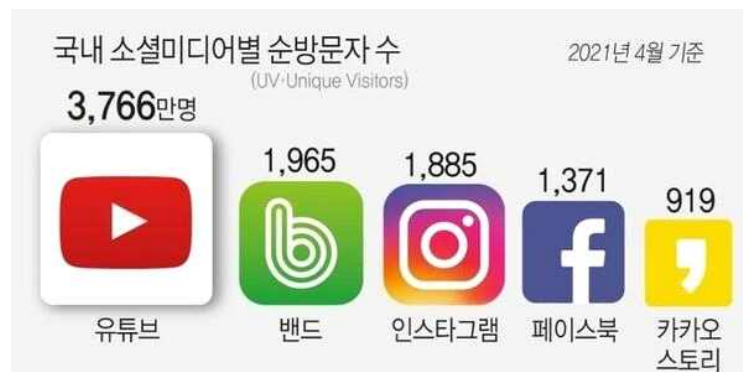 국내 소셜미디어별 순방문자 수
(UV·Unique Visitors)
2021년 4월 기준
3,766만명
1,965
1,885
1,371
919
유튜브
밴드
인스타그램
페이스북
카카오
스토리